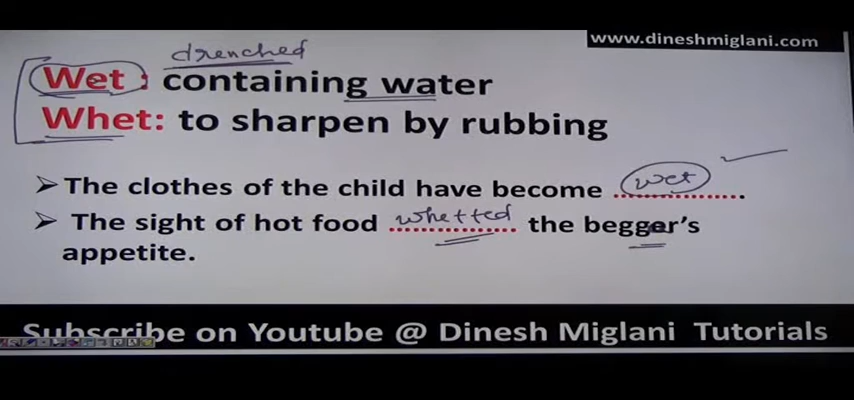 www.dineshmiglani.com
drenched
Wet : containing water
Whet: to sharpen by rubbing
➢ The clothes of the child have become wet.
➢ The sight of hot food whetted the begger's
appetite.
Subscribe on Youtube @ Dinesh Miglani Tutorials